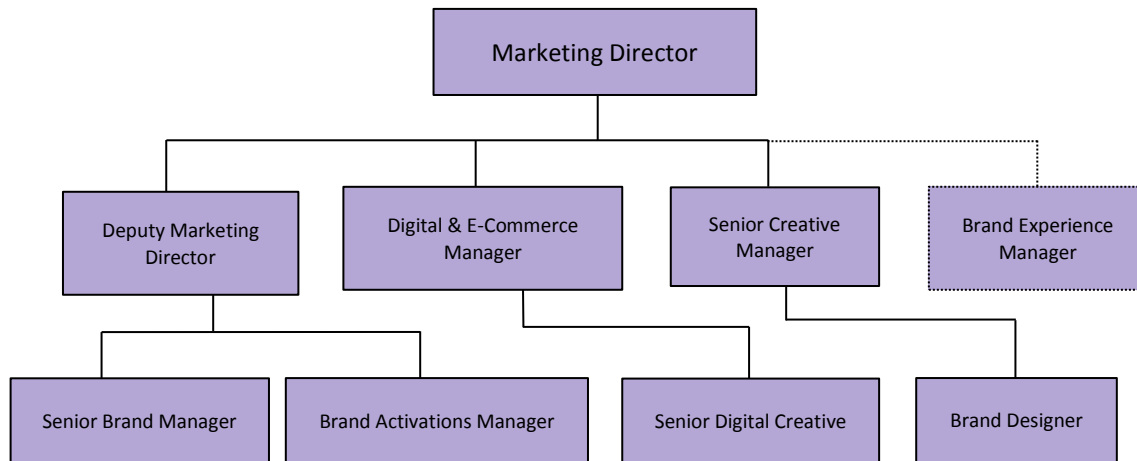 Marketing Director
Deputy Marketing
Director
Digital & E-Commerce
Manager
Senior Creative
Manager
Brand Experience
Manager
Senior Brand Manager
Brand Activations Manager
Senior Digital Creative
Brand Designer